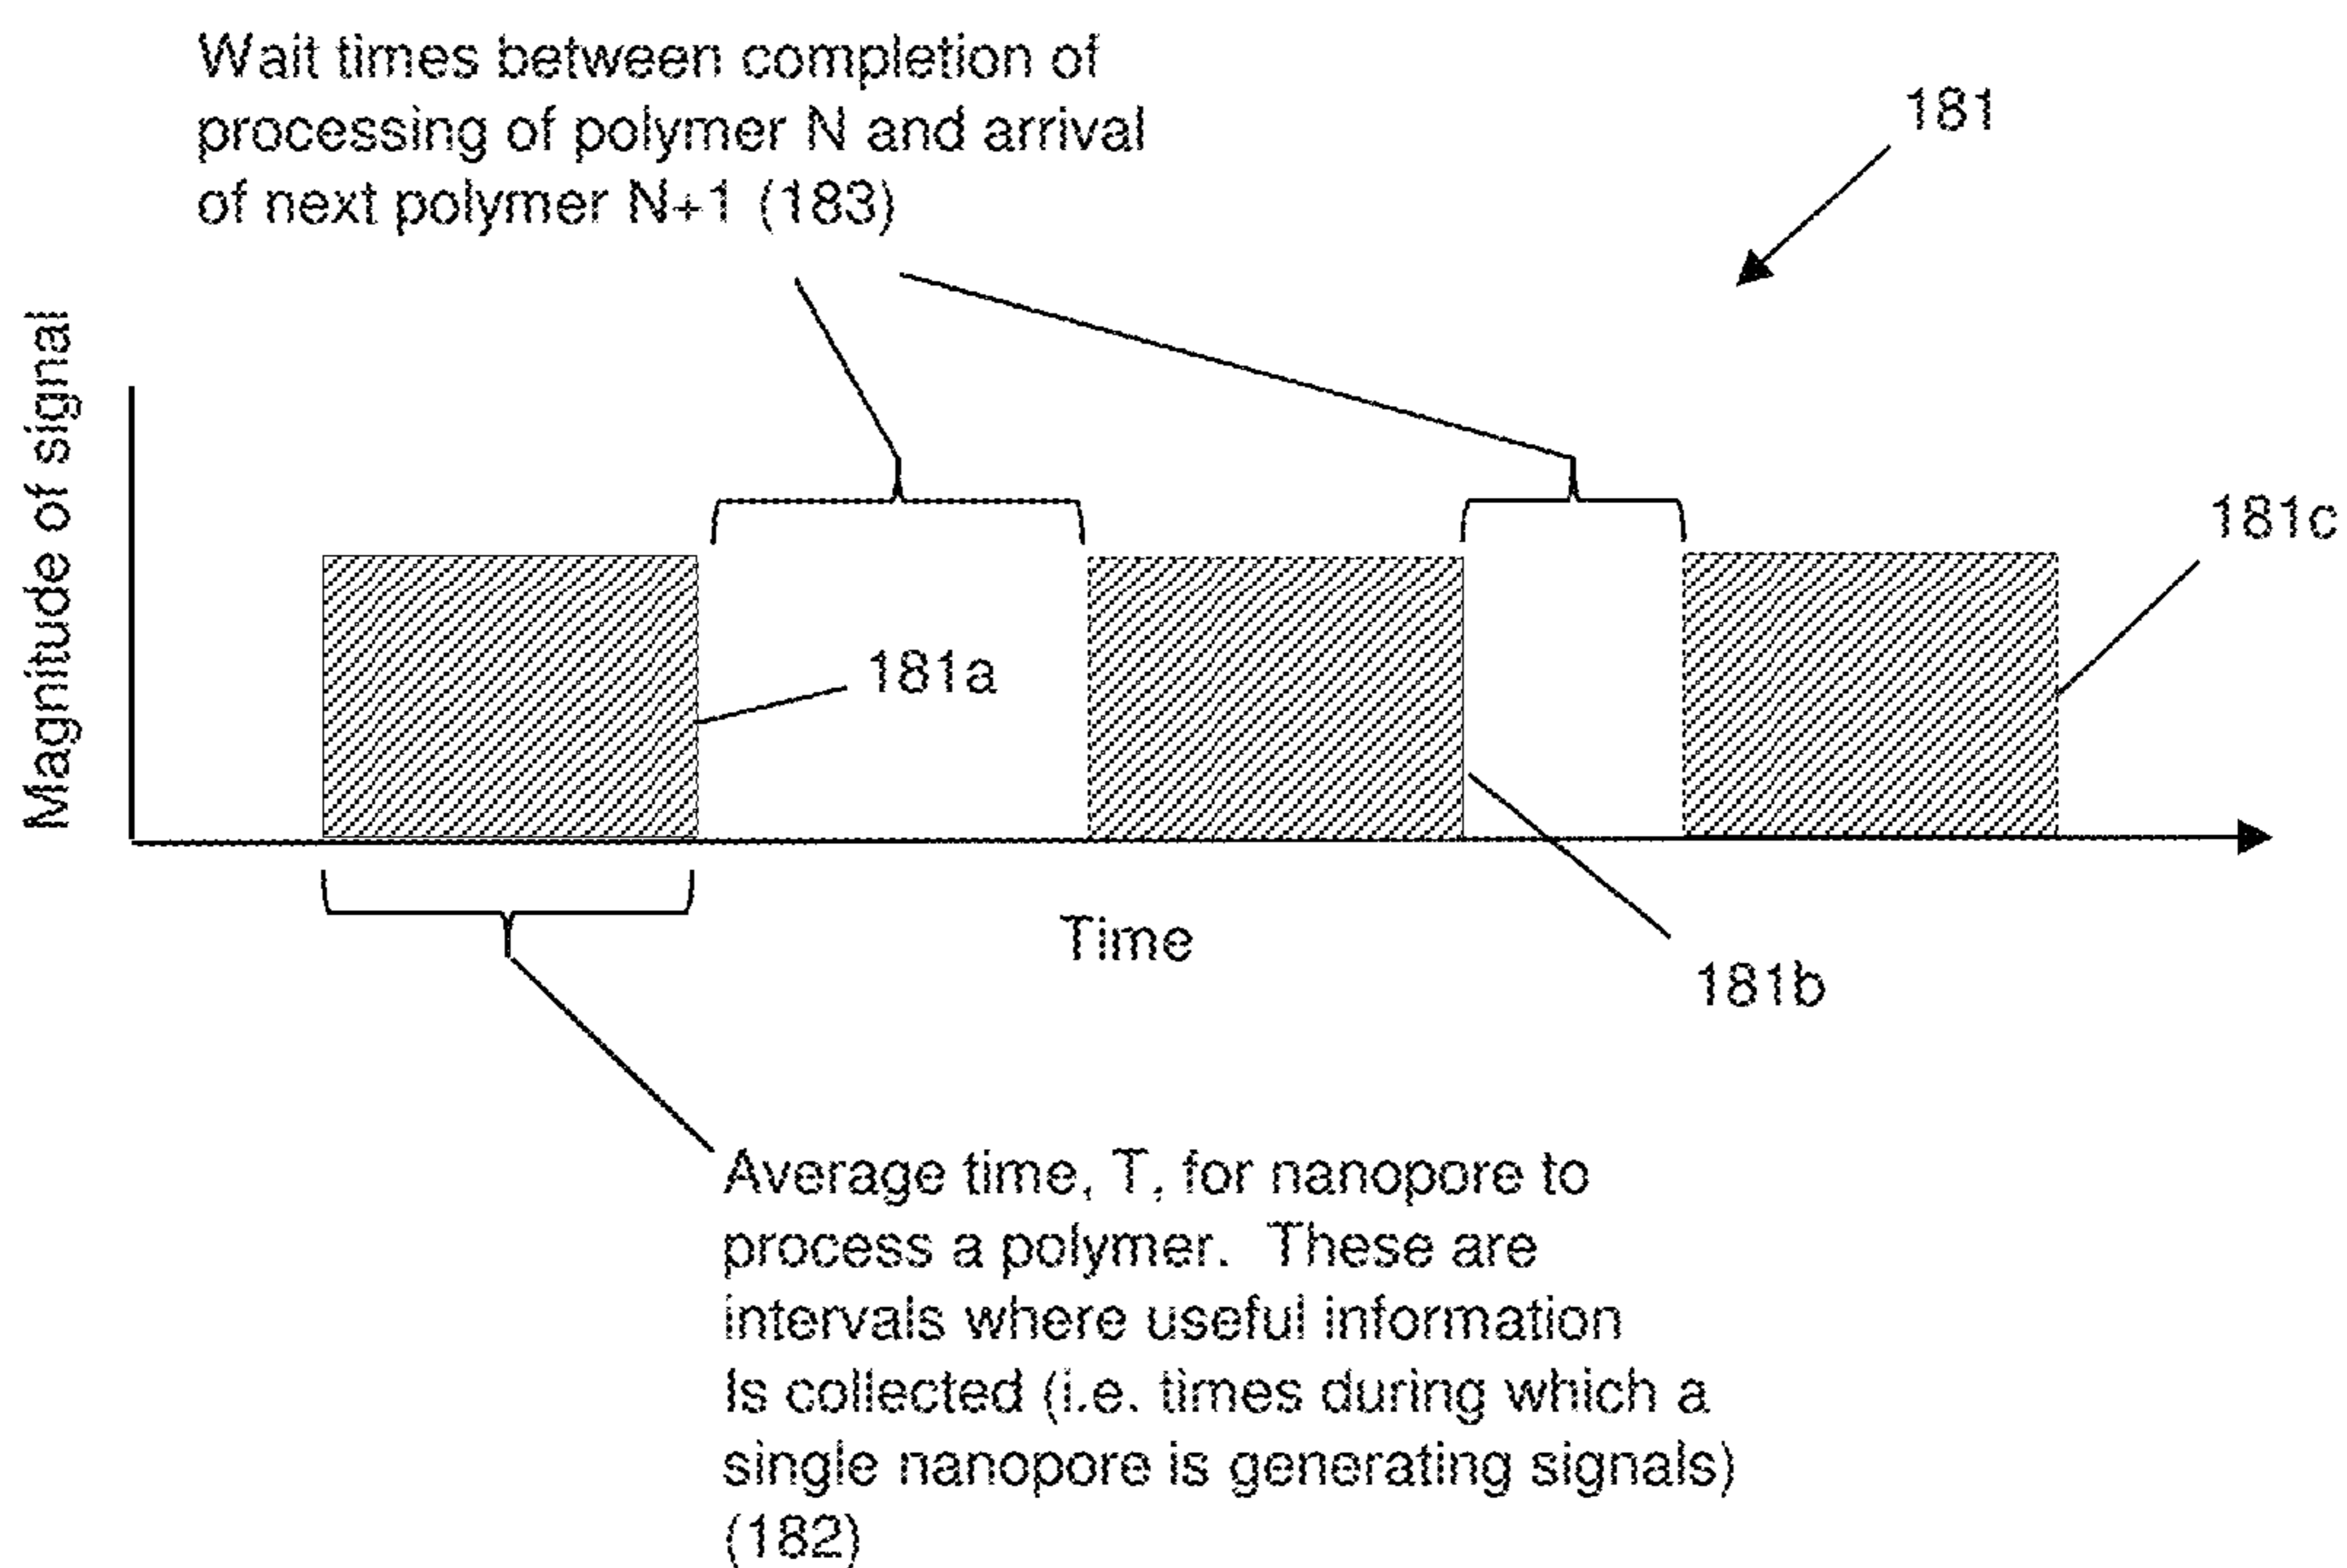 Wait times between completion of
processing of polymer N and arrival
of next polymer N+1 (183)
181
Magnitude of signal
181c
181a
Time
181b
Average time, T, for nanopore to
process a polymer. These are
intervals where useful information
Is collected (i.e. times during which a
single nanopore is generating signals)
(182)